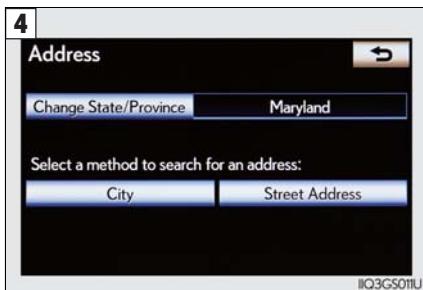 4
Address
Change State/Province Maryland
Select a method to search for an address:
City Street Address
IIQ3GS011U